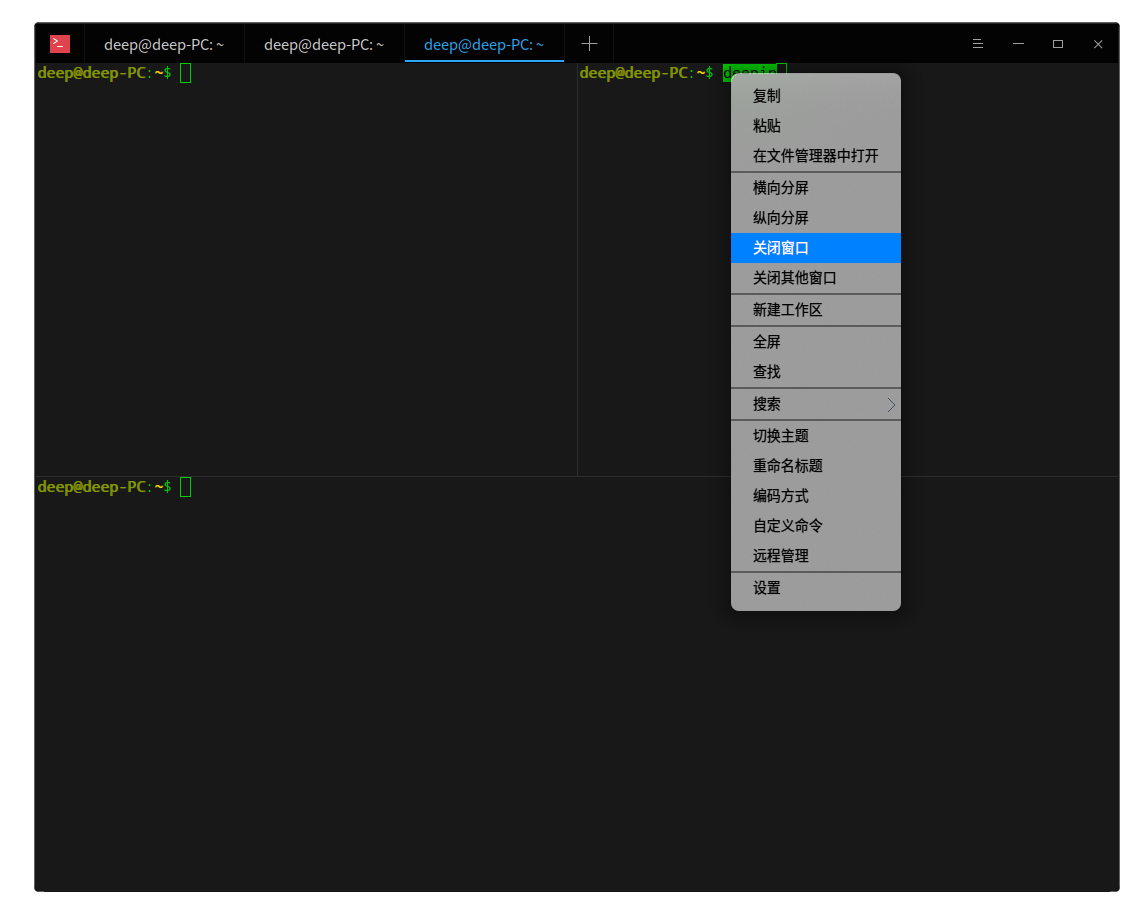 deep@deep-PC: ~
deep@deep-PC: ~
deep@deep-PC: ~
deep@deep-PC:~$
deep@deep-PC:~$ deepin
复制
粘贴
在文件管理器中打开
横向分屏
纵向分屏
关闭窗口
关闭其他窗口
新建工作区
全屏
查找
搜索
切换主题
重命名标题
编码方式
自定义命令
远程管理
设置
deep@deep-PC:~$